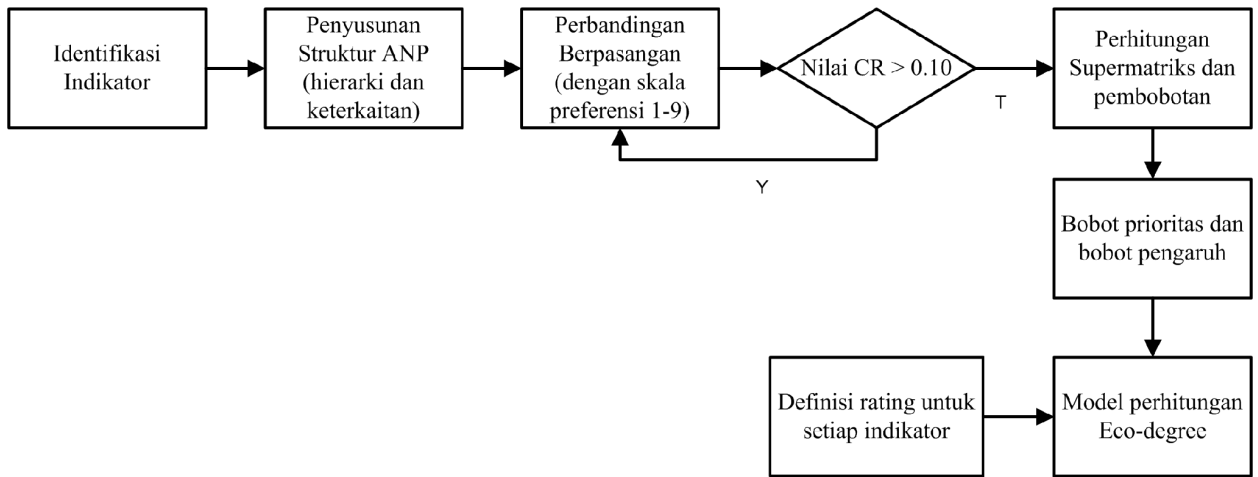 Identifikasi
Indikator
Penyusunan
Struktur ANP
(hierarki dan
keterkaitan)
Perbandingan
Berpasangan
(dengan skala
preferensi 1-9)
Nilai CR > 0.10
T
Y
Perhitungan
Supermatriks dan
pembobotan
Bobot prioritas dan
bobot pengaruh
Definisi rating untuk
setiap indikator
Model perhitungan
Eco-degree